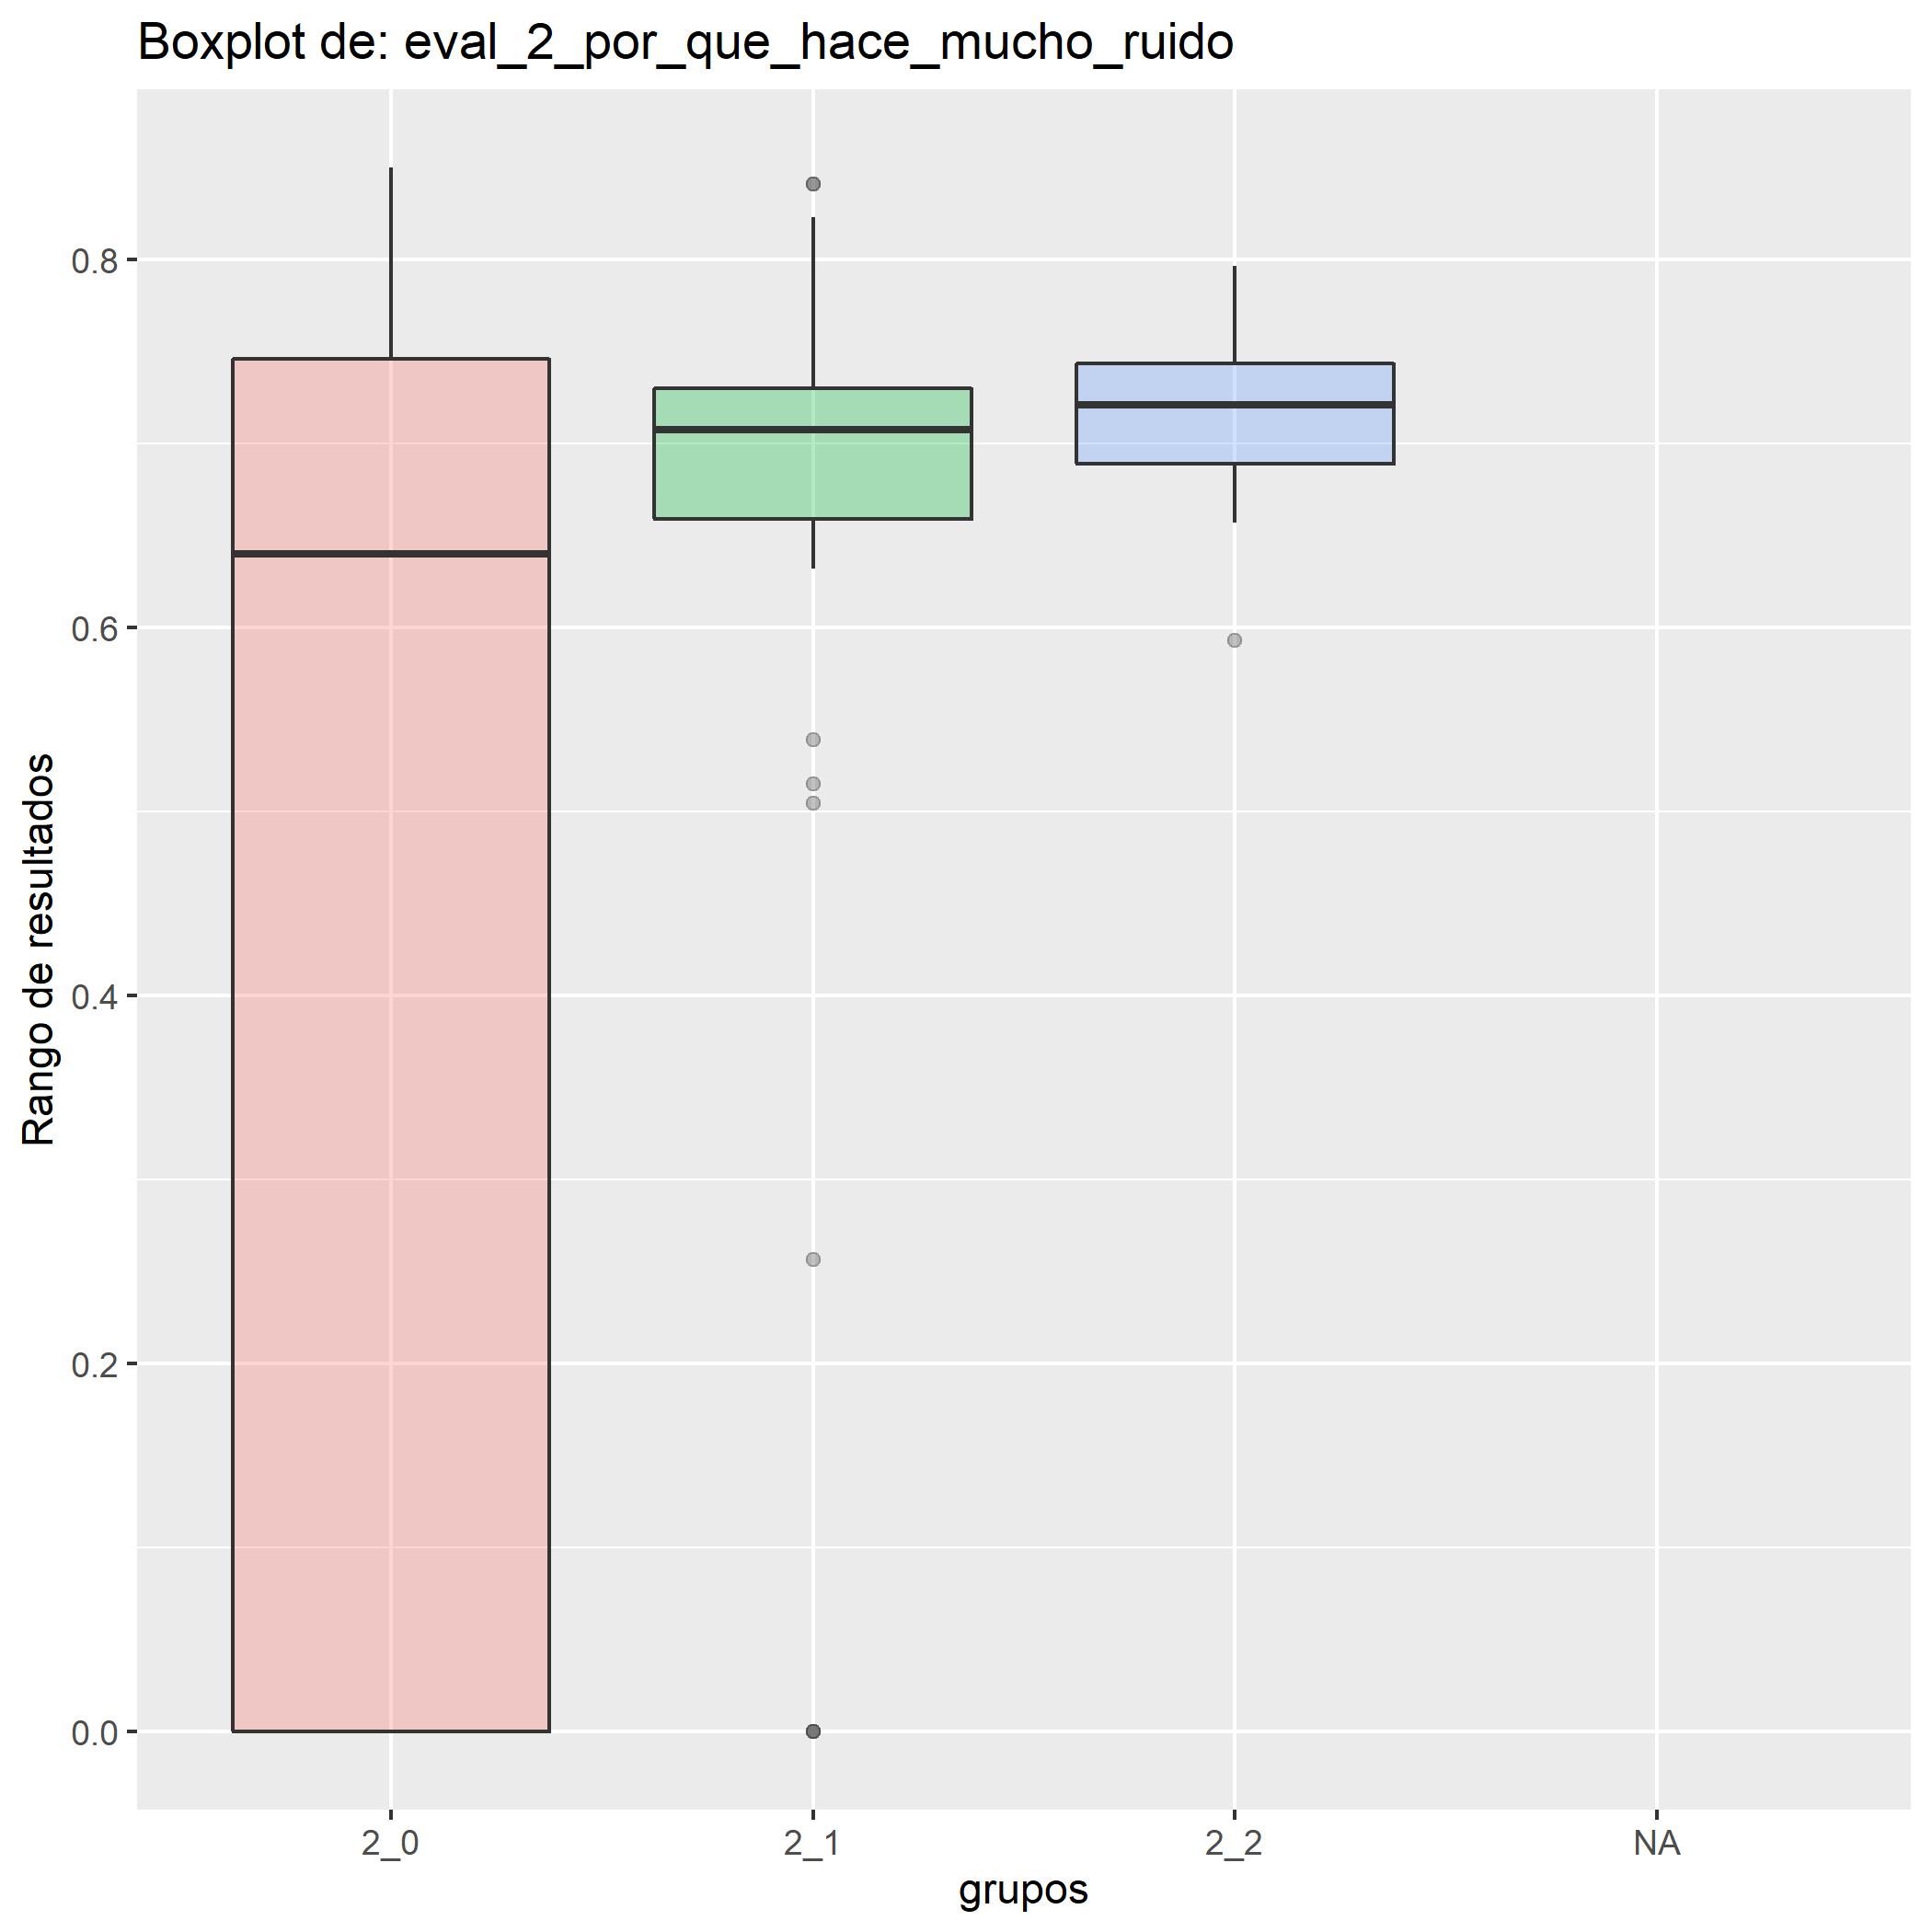 Boxplot de: eval_2_por_que_hace_mucho_ruido
Rango de resultados
0.8
0.6
0.4
0.2
0.0
2_0
2_1
2_2
NA
grupos